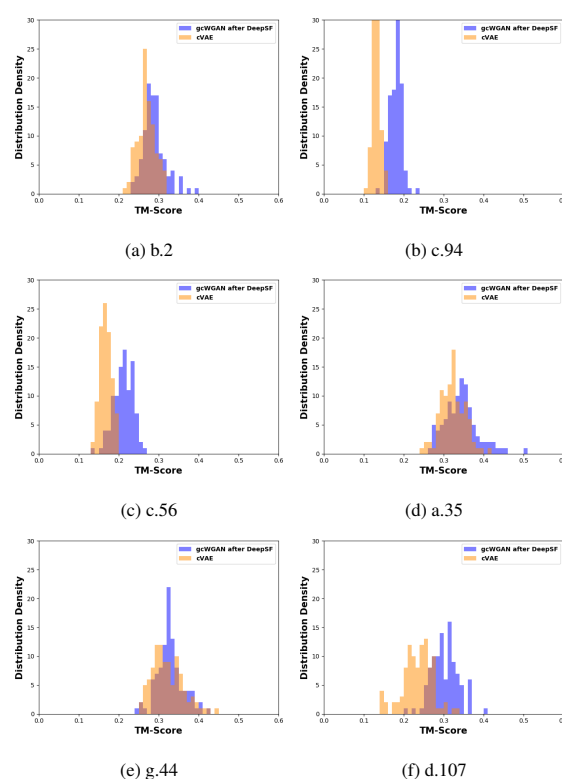 gcWGAN after DeepSF
cVAE
Distribution Density
30
25
20
15
10
5
0
0.0 0.1 0.2 0.3 0.4 0.5 0.6
TM-Score
(a) b.2
gcWGAN after DeepSF
cVAE
Distribution Density
30
25
20
15
10
5
0
0.0 0.1 0.2 0.3 0.4 0.5 0.6
TM-Score
(b) c.94
gcWGAN after DeepSF
cVAE
Distribution Density
30
25
20
15
10
5
0
0.0 0.1 0.2 0.3 0.4 0.5 0.6
TM-Score
(c) c.56
gcWGAN after DeepSF
cVAE
Distribution Density
30
25
20
15
10
5
0
0.0 0.1 0.2 0.3 0.4 0.5 0.6
TM-Score
(d) a.35
gcWGAN after DeepSF
cVAE
Distribution Density
30
25
20
15
10
5
0
0.0 0.1 0.2 0.3 0.4 0.5 0.6
TM-Score
(e) g.44
gcWGAN after DeepSF
cVAE
Distribution Density
30
25
20
15
10
5
0
0.0 0.1 0.2 0.3 0.4 0.5 0.6
TM-Score
(f) d.107